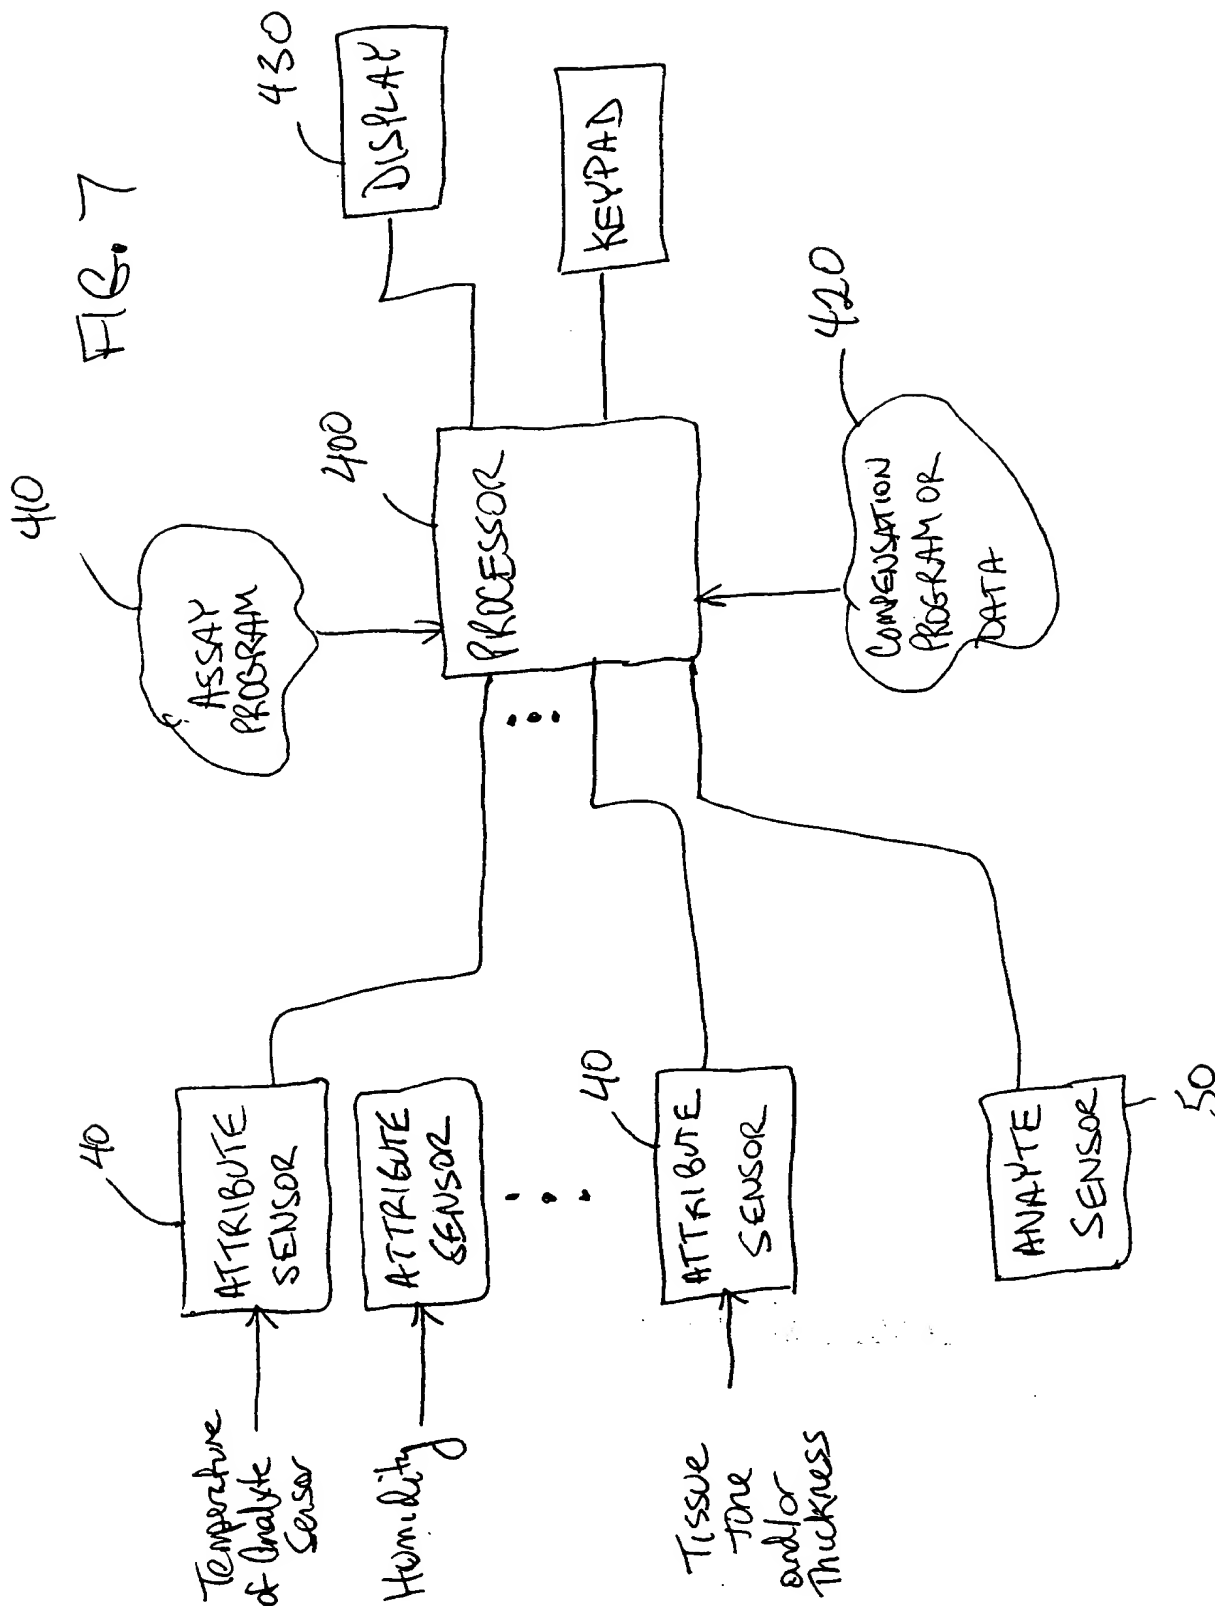 FIG. 7
Temperature
of Analyte
Sensor
40
ATTRIBUTE
SENSOR
Humidity
ATTRIBUTE
SENSOR
Tissue
Tone
and/or
Thickness
40
ATTRIBUTE
SENSOR
ANAYTE
SENSOR
50
410
ASSAY
PROGRAM
400
PROCESSOR
COMPENSATION
PROGRAM OR
DATA
420
430
DISPLAY
KEYPAD